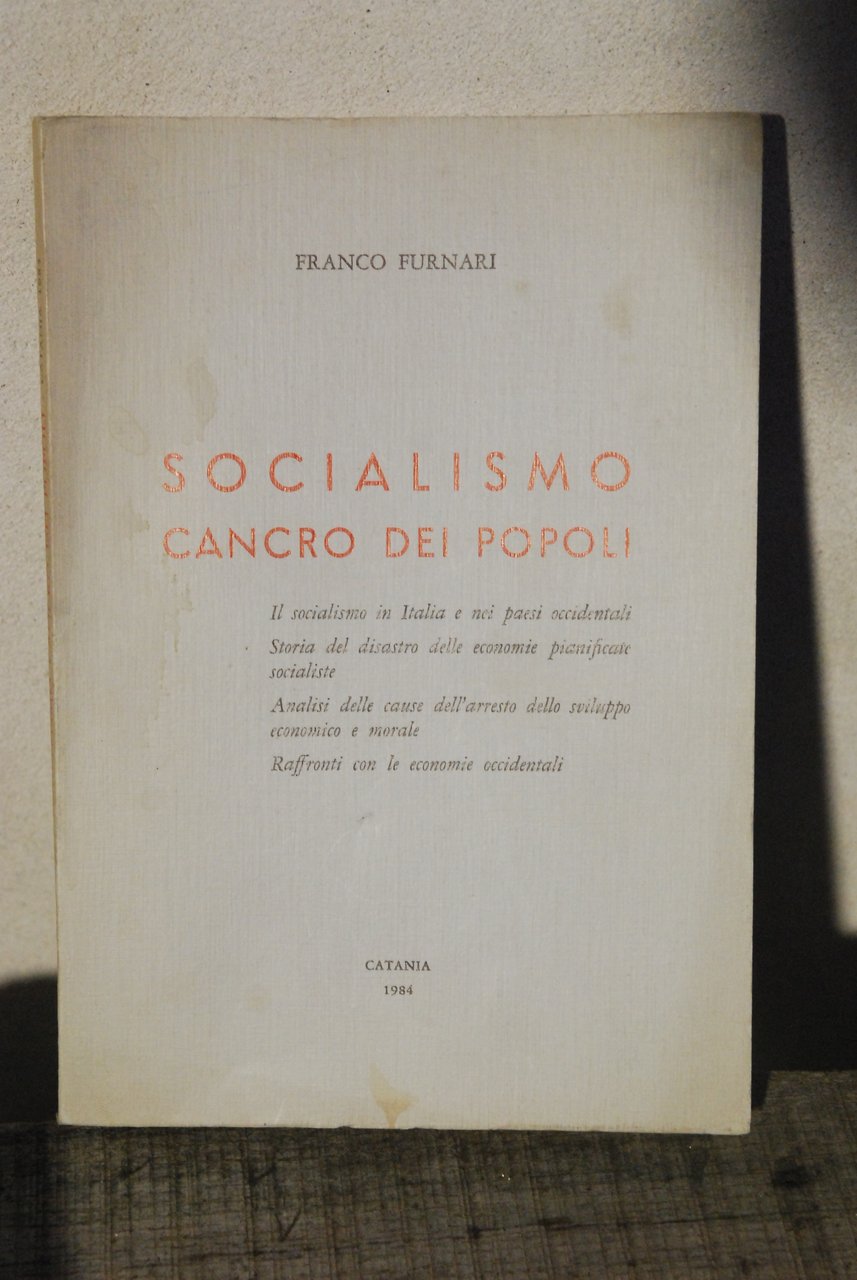 FRANCO FURNARI
SOCIALISMO
CANCRO DEI POPOLI
Il socialismo in Italia e nei paesi occidentali
Storia del disastro delle economie pianificate
socialiste
Analisi delle cause dell'arresto dello sviluppo
economico e morale
Raffronti con le economie occidentali
CATANIA
1984